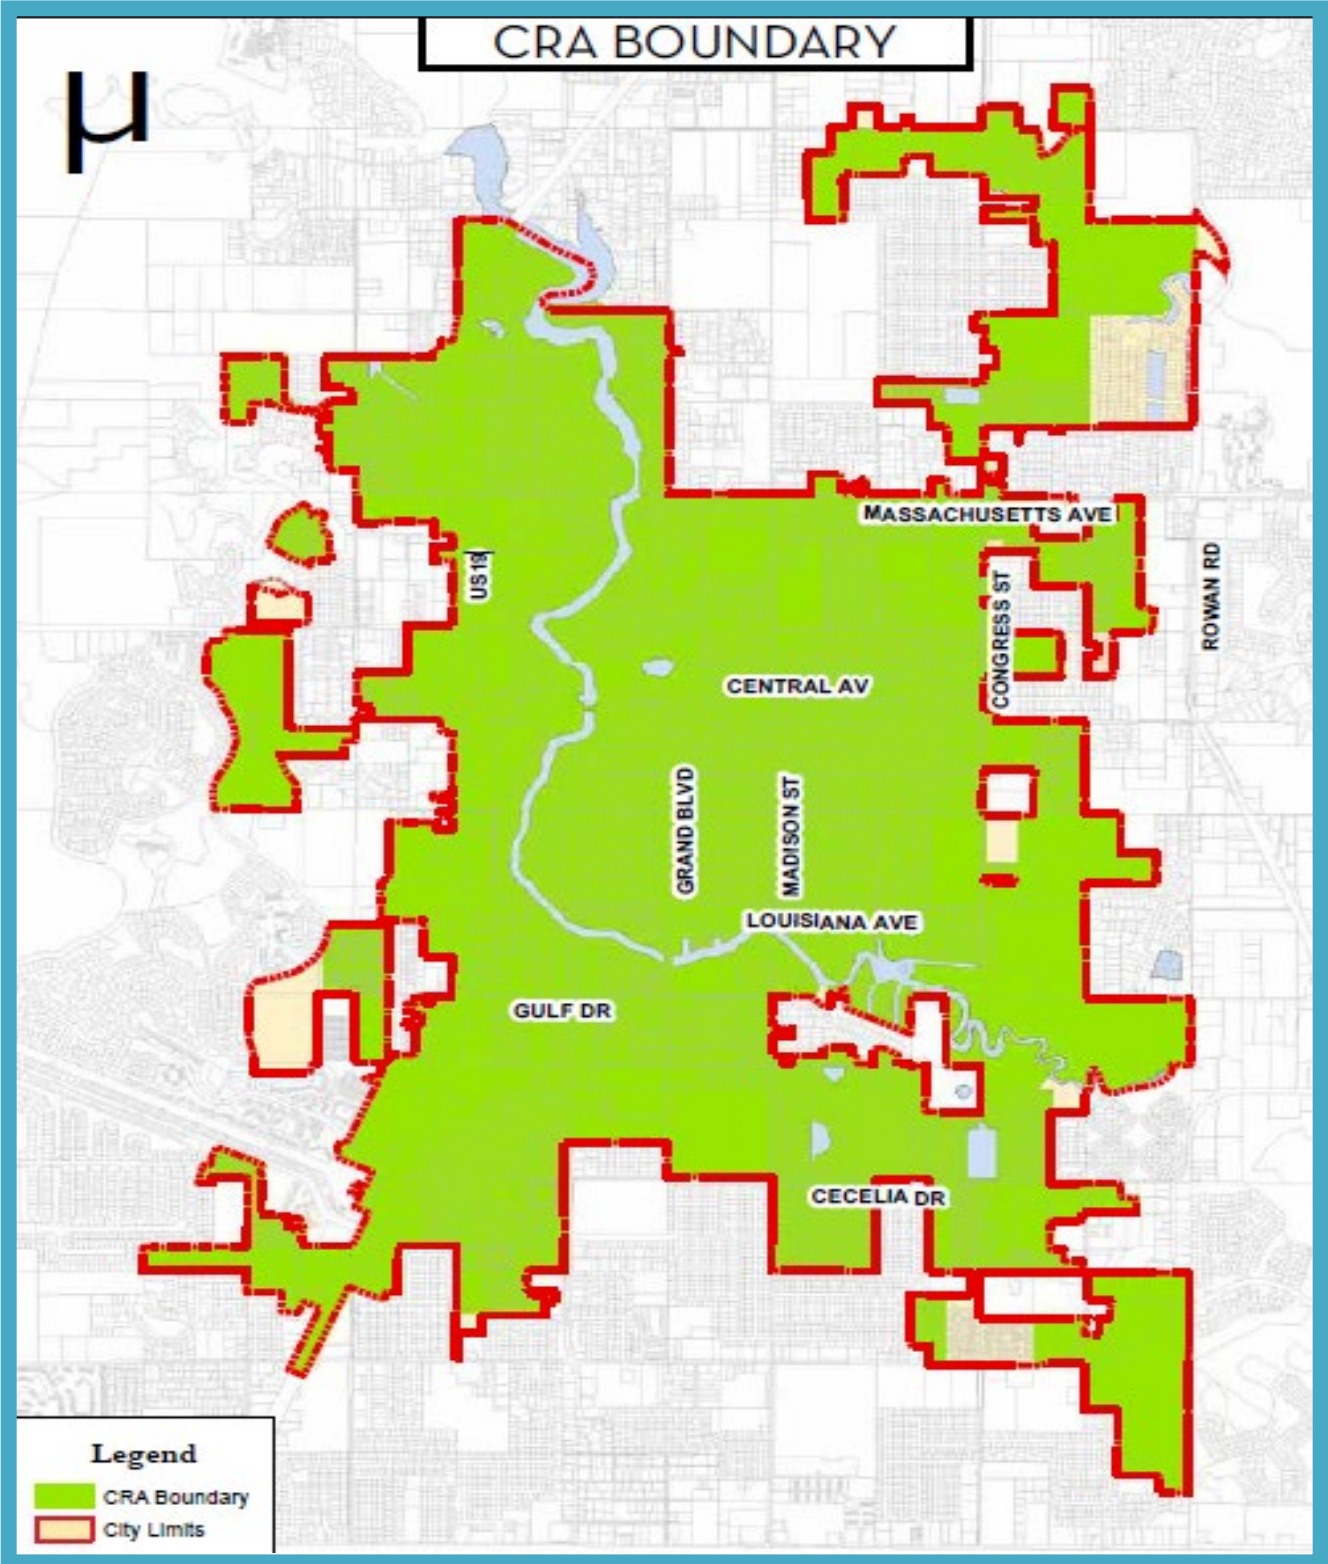 CRA BOUNDARY
µ
MASSACHUSETTS AVE
US19
CONGRESS ST
ROWAN RD
CENTRAL AV
GRAND BLVD
MADISON ST
LOUISIANA AVE
GULF DR
CECELIA DR
Legend
CRA Boundary
City Limits